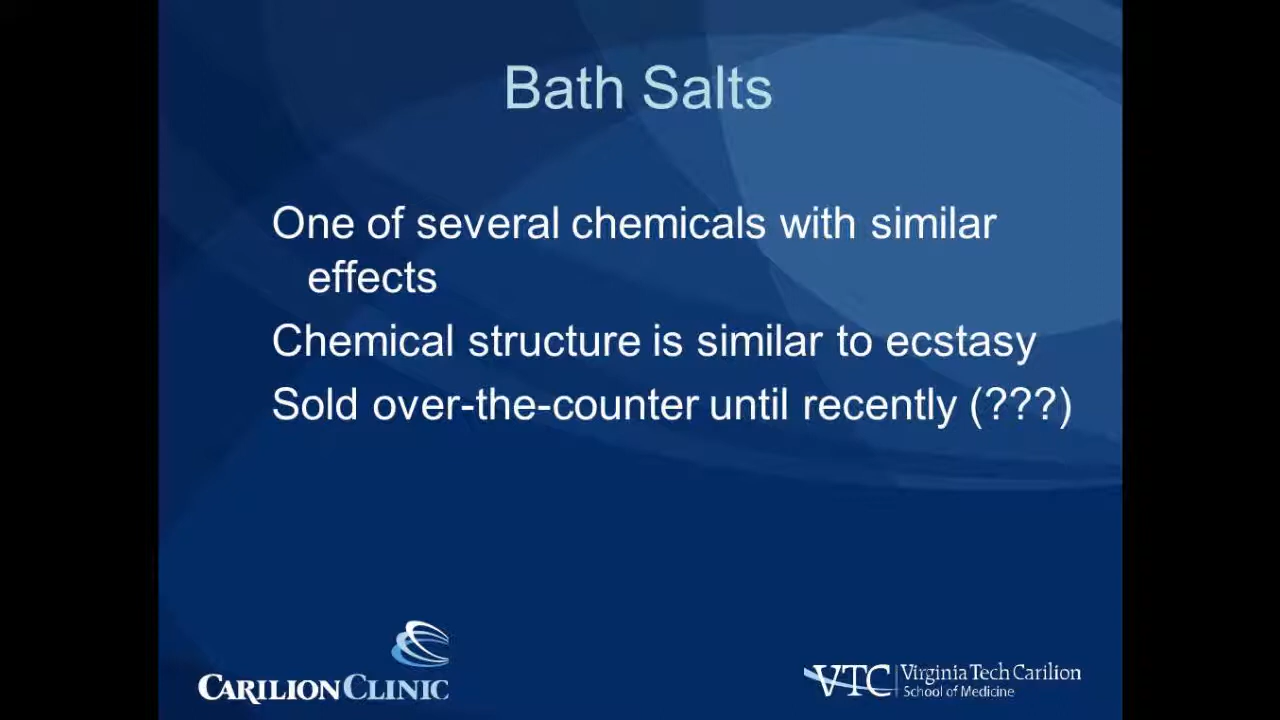 Bath Salts
One of several chemicals with similar
effects
Chemical structure is similar to ecstasy
Sold over-the-counter until recently (???)
CARILION CLINIC
VTC Virginia Tech Carilion
School of Medicine